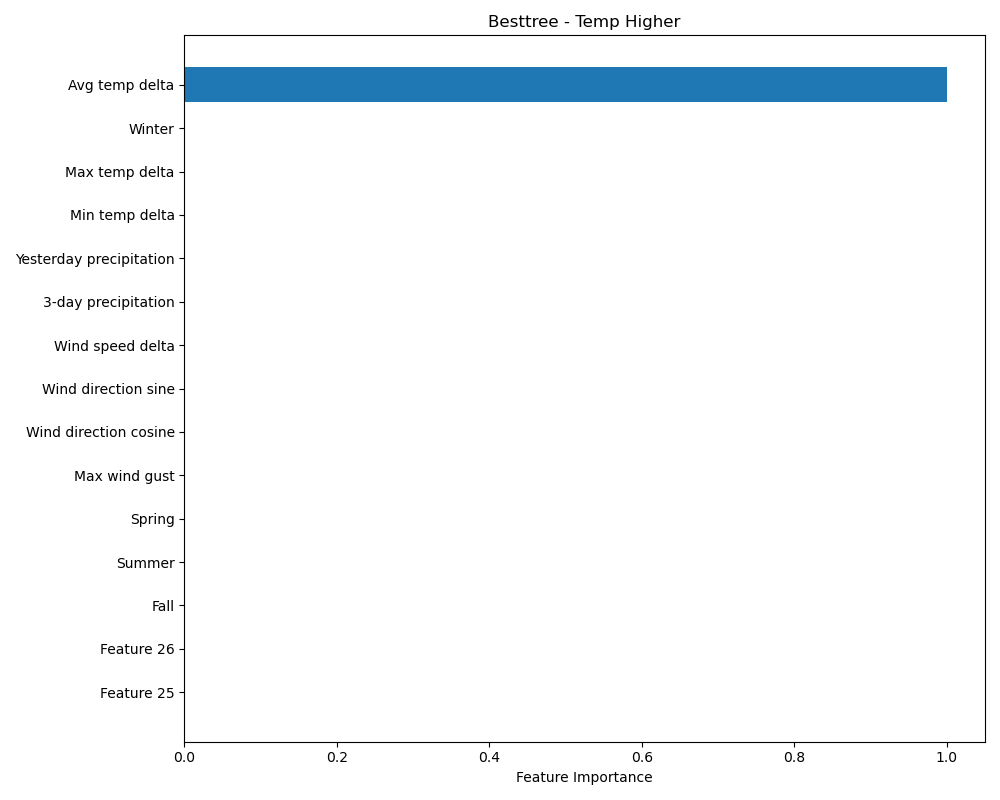 Besttree - Temp Higher
Avg temp delta
Winter
Max temp delta
Min temp delta
Yesterday precipitation
3-day precipitation
Wind speed delta
Wind direction sine
Wind direction cosine
Max wind gust
Spring
Summer
Fall
Feature 26
Feature 25
0.0 0.2 0.4 0.6 0.8 1.0
Feature Importance